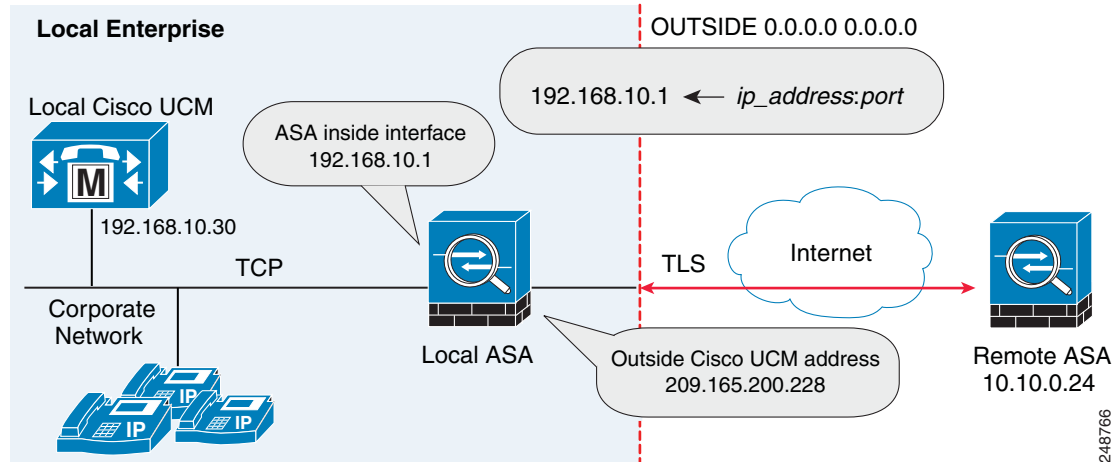 Local Enterprise
OUTSIDE 0.0.0.0 0.0.0.0
192.168.10.1 ← ip_address:port
Local Cisco UCM
ASA inside interface
192.168.10.1
M
192.168.10.30
TCP
TLS
Internet
Corporate
Network
Local ASA
Outside Cisco UCM address
209.165.200.228
Remote ASA
10.10.0.24
IP
IP
IP
248766